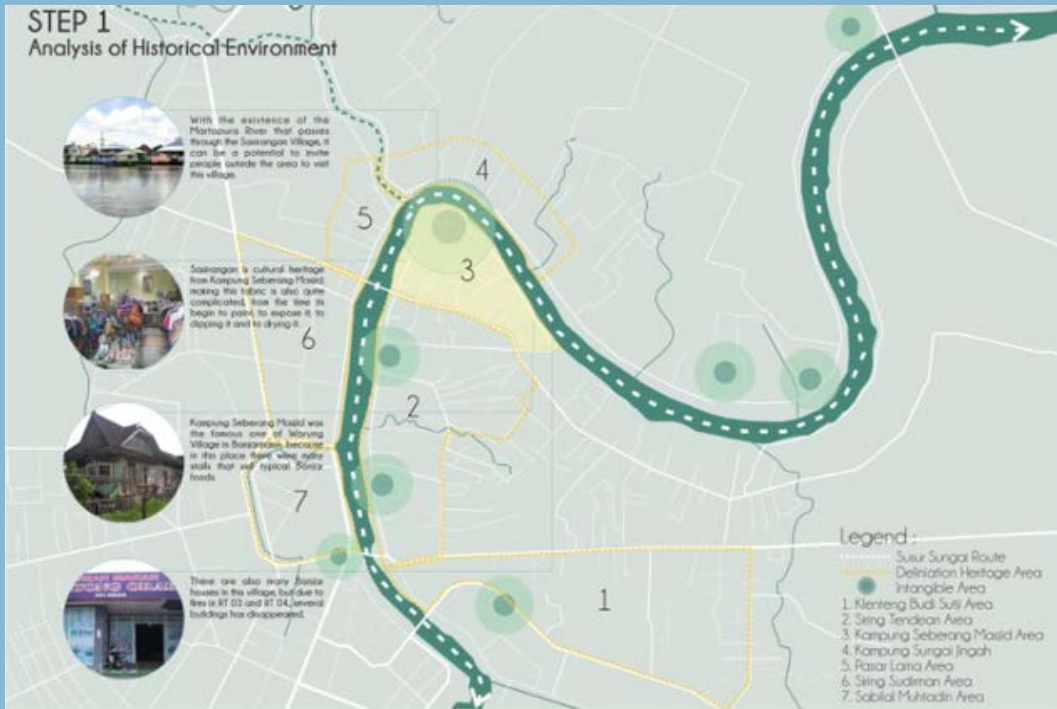 STEP 1
Analysis of Historical Environment
With the existence of the
Martapura River that passes
through the Sasirangan Village, it
can be a potential to invite
people outside the area to visit
this village.
Sasirangan is cultural heritage
from Kampung Seberang Masjid,
making this fabric is also quite
complicated, from the time its
begin to paint, to expose it, to
dipping it and to drying it.
Kampung Seberang Masjid was
the famous one of Warung
Village in Banjarmasin, because
in this place there were many
stalls that sell typical Banjar
foods.
There are also many Banjar
houses in this village, but due to
fires in RT 03 and RT 04, several
buildings has disappeared.
4
5
3
6
2
7
1
Legend :
Susur Sungai Route
Deliniation Heritage Area
Intangible Area
1. Klenteng Budi Sutji Area
2. Siring Tendean Area
3. Kampung Seberang Masjid Area
4. Kampung Sungai Jingah
5. Pasar Lama Area
6. Siring Sudirman Area
7. Sabilal Muhtadin Area